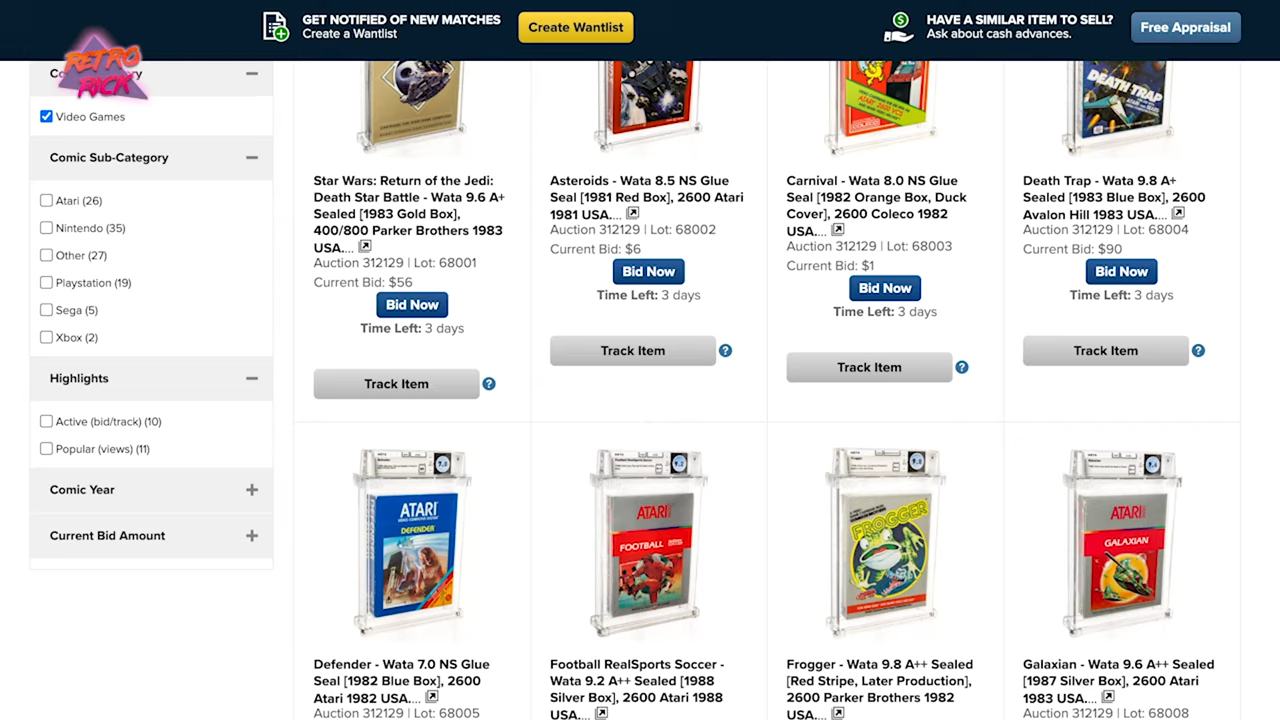 GET NOTIFIED OF NEW MATCHES
Create a Wantlist
Create Wantlist
HAVE A SIMILAR ITEM TO SELL?
Ask about cash advances.
Free Appraisal
RETRO
RICK
Video Games
Comic Sub-Category
Atari (26)
Nintendo (35)
Other (27)
Playstation (19)
Sega (5)
Xbox (2)
Highlights
Active (bid/track) (10)
Popular (views) (11)
Comic Year
Current Bid Amount
Star Wars: Return of the Jedi:
Death Star Battle - Wata 9.6 A+
Sealed [1983 Gold Box],
400/800 Parker Brothers 1983
USA....
Auction 312129 | Lot: 68001
Current Bid: $56
Bid Now
Time Left: 3 days
Track Item
Asteroids - Wata 8.5 NS Glue
Seal [1981 Red Box], 2600 Atari
1981 USA....
Auction 312129 | Lot: 68002
Current Bid: $6
Bid Now
Time Left: 3 days
Track Item
Carnival - Wata 8.0 NS Glue
Seal [1982 Orange Box, Duck
Cover], 2600 Coleco 1982
USA....
Auction 312129 | Lot: 68003
Current Bid: $1
Bid Now
Time Left: 3 days
Track Item
DEATH TRAP
Death Trap - Wata 9.8 A+
Sealed [1983 Blue Box], 2600
Avalon Hill 1983 USA....
Auction 312129 | Lot: 68004
Current Bid: $90
Bid Now
Time Left: 3 days
Track Item
ATARI
DEFENDER
Defender - Wata 7.0 NS Glue
Seal [1982 Blue Box], 2600
Atari 1982 USA....
Auction 312129 | Lot: 68005
ATARI
FOOTBALL
Football RealSports Soccer -
Wata 9.2 A++ Sealed [1988
Silver Box], 2600 Atari 1988
USA....
FROGGER
Frogger - Wata 9.8 A++ Sealed
[Red Stripe, Later Production],
2600 Parker Brothers 1982
USA....
ATARI
GALAXIAN
Galaxian - Wata 9.6 A++ Sealed
[1987 Silver Box], 2600 Atari
1983 USA....
Auction 312129 | Lot: 68008